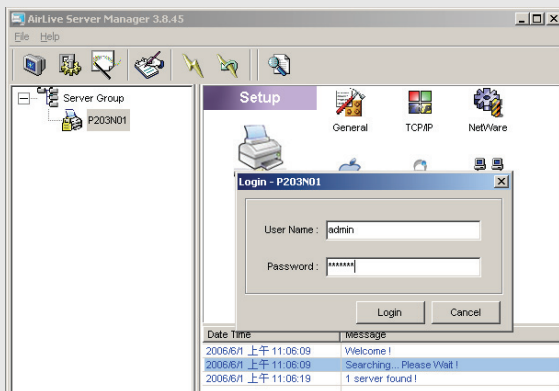 AirLive Server Manager 3.8.45
File Help
Server Group
P203N01
Setup
General
TCP/IP
NetWare
Login - P203N01
User Name : admin
Password : *******
Login
Cancel
Date Time
Message
2006/6/1 上午 11:06:09 Welcome !
2006/6/1 上午 11:06:09 Searching... Please Wait !
2006/6/1 上午 11:06:19 1 server found !